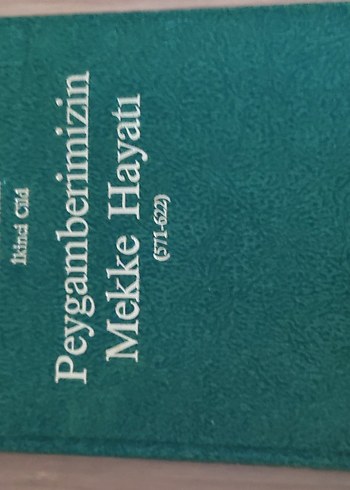 İkinci Cild
Peygamberimizin
Mekke Hayatı
(571-622)